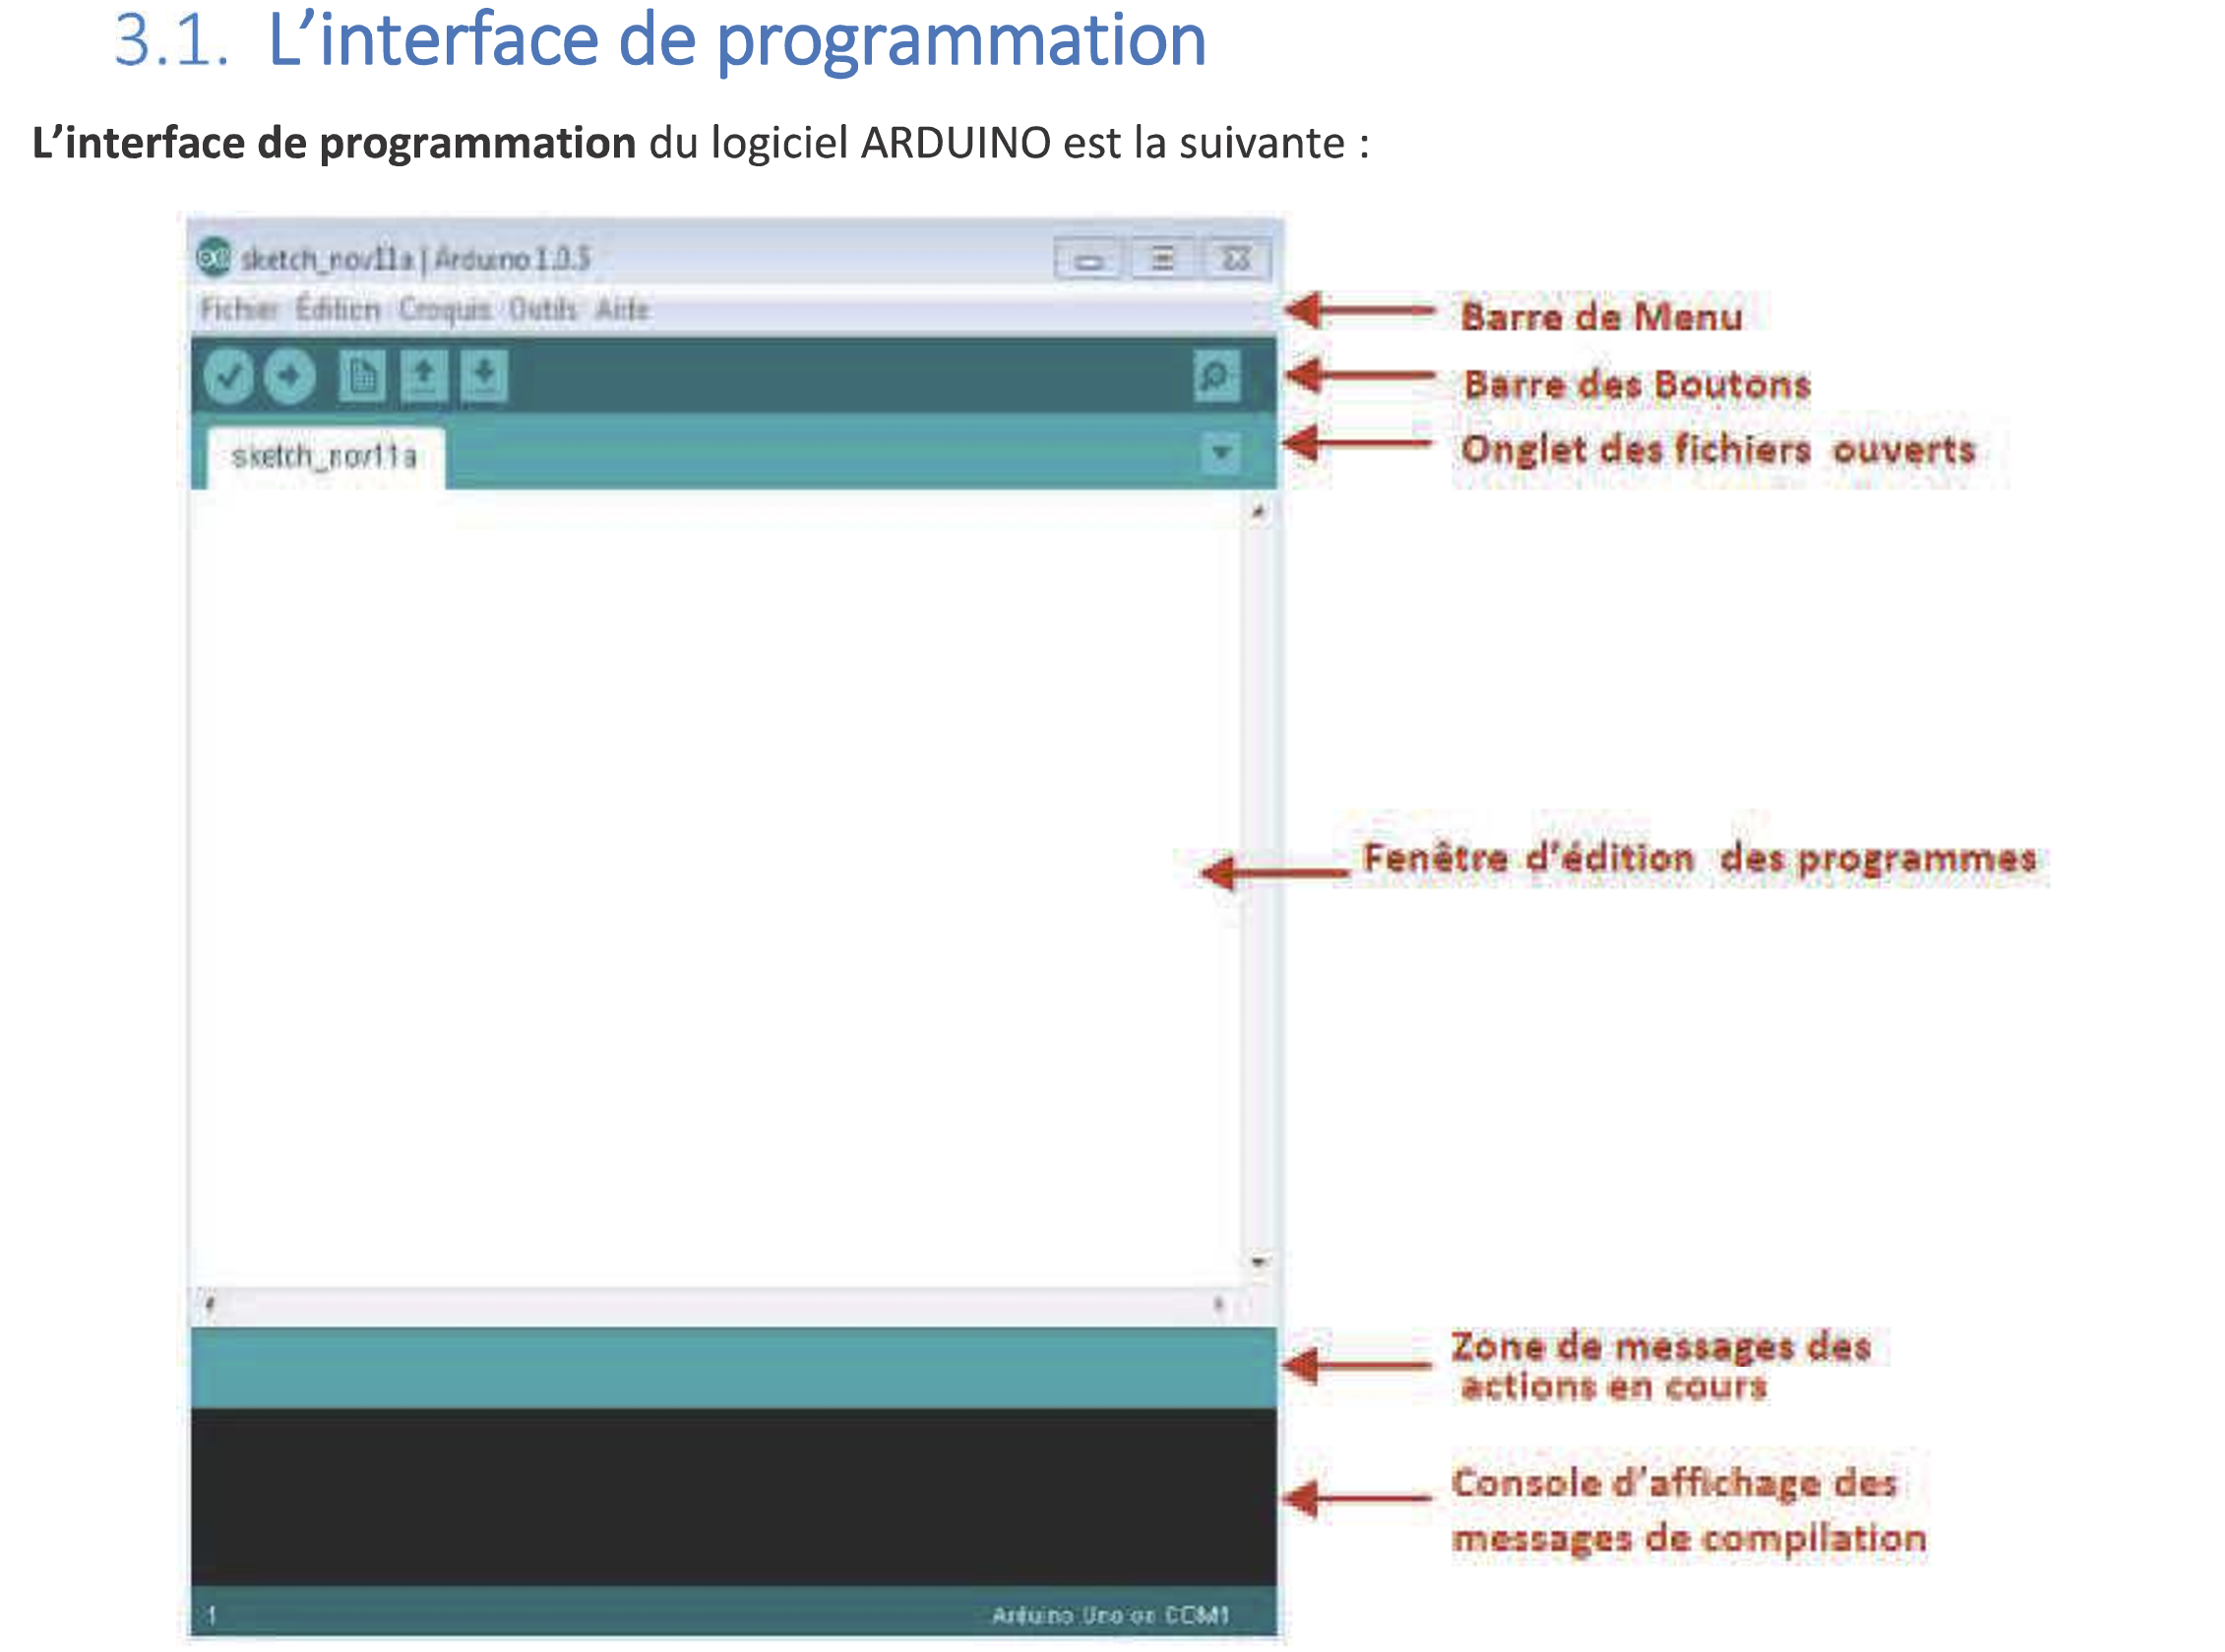 3.1. L’interface de programmation
L’interface de programmation du logiciel ARDUINO est la suivante :
sketch_nov11a | Arduino 1.0.5
Fichier Édition Croquis Outils Aide
Barre de Menu
Barre des Boutons
Onglet des fichiers ouverts
sketch_nov11a
Fenêtre d’édition des programmes
Zone de messages des
actions en cours
Console d’affichage des
messages de compilation
1
Arduino Uno on COM1